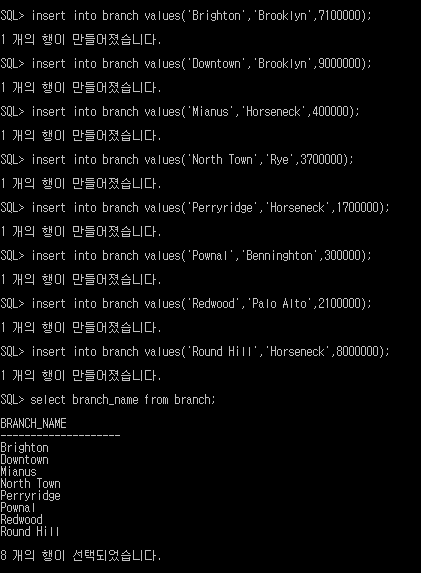 SQL> insert into branch values('Brighton','Brooklyn',7100000);
1 개의 행이 만들어졌습니다.
SQL> insert into branch values('Downtown','Brooklyn',9000000);
1 개의 행이 만들어졌습니다.
SQL> insert into branch values('Mianus','Horseneck',400000);
1 개의 행이 만들어졌습니다.
SQL> insert into branch values('North Town','Rye',3700000);
1 개의 행이 만들어졌습니다.
SQL> insert into branch values('Perryridge','Horseneck',1700000);
1 개의 행이 만들어졌습니다.
SQL> insert into branch values('Pownal','Benninghton',300000);
1 개의 행이 만들어졌습니다.
SQL> insert into branch values('Redwood','Palo Alto',2100000);
1 개의 행이 만들어졌습니다.
SQL> insert into branch values('Round Hill','Horseneck',8000000);
1 개의 행이 만들어졌습니다.
SQL> select branch_name from branch;
BRANCH_NAME
--------------------
Brighton
Downtown
Mianus
North Town
Perryridge
Pownal
Redwood
Round Hill
8 개의 행이 선택되었습니다.